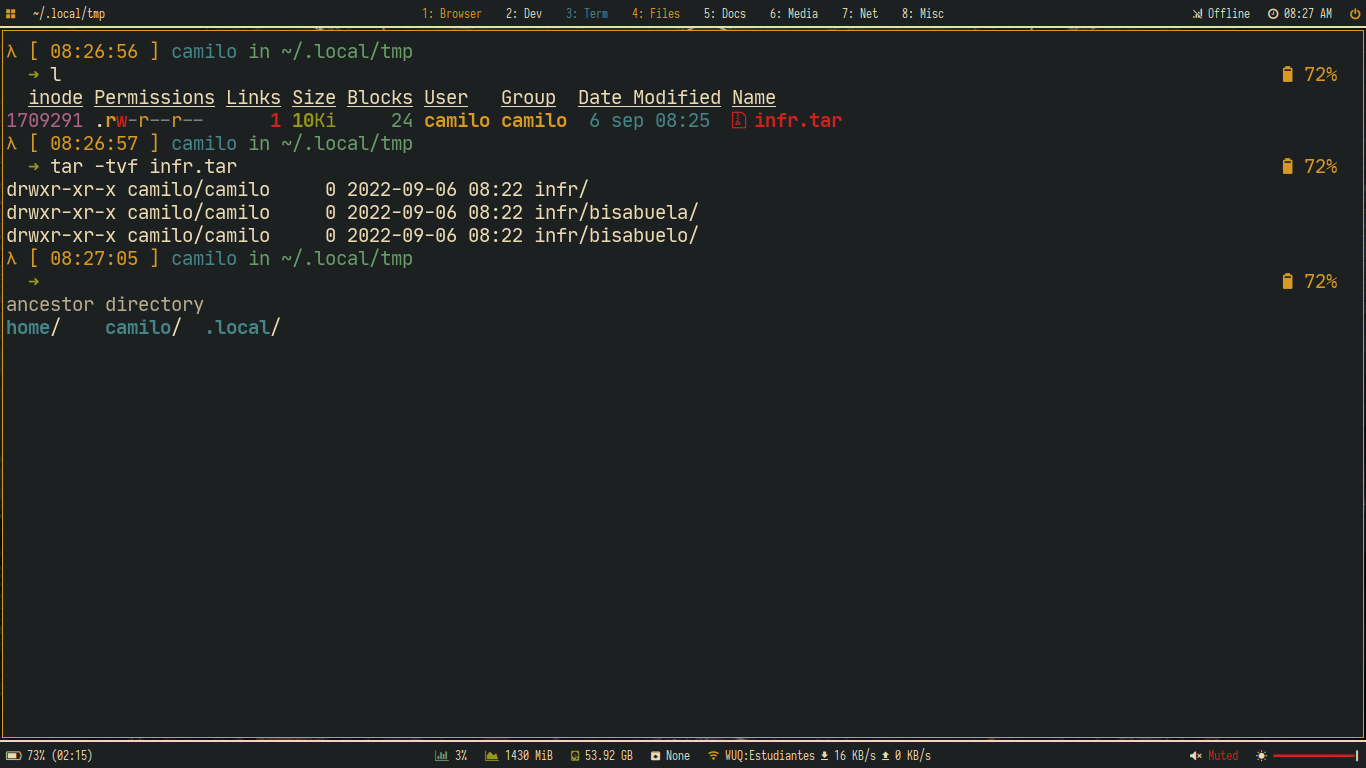 ~/.local/tmp 1: Browser 2: Dev 3: Term 4: Files 5: Docs 6: Media 7: Net 8: Misc Offline 08:27 AM
λ [ 08:26:56 ] camilo in ~/.local/tmp
→ l 72%
inode Permissions Links Size Blocks User Group Date Modified Name
1709291 .rw-r--r-- 1 10Ki 24 camilo camilo 6 sep 08:25 infr.tar
λ [ 08:26:57 ] camilo in ~/.local/tmp
→ tar -tvf infr.tar 72%
drwxr-xr-x camilo/camilo 0 2022-09-06 08:22 infr/
drwxr-xr-x camilo/camilo 0 2022-09-06 08:22 infr/bisabuela/
drwxr-xr-x camilo/camilo 0 2022-09-06 08:22 infr/bisabuelo/
λ [ 08:27:05 ] camilo in ~/.local/tmp
→ 72%
ancestor directory
home/ camilo/ .local/
73% (02:15) 3% 1430 MiB 53.92 GB None WUQ:Estudiantes 16 KB/s 0 KB/s Muted